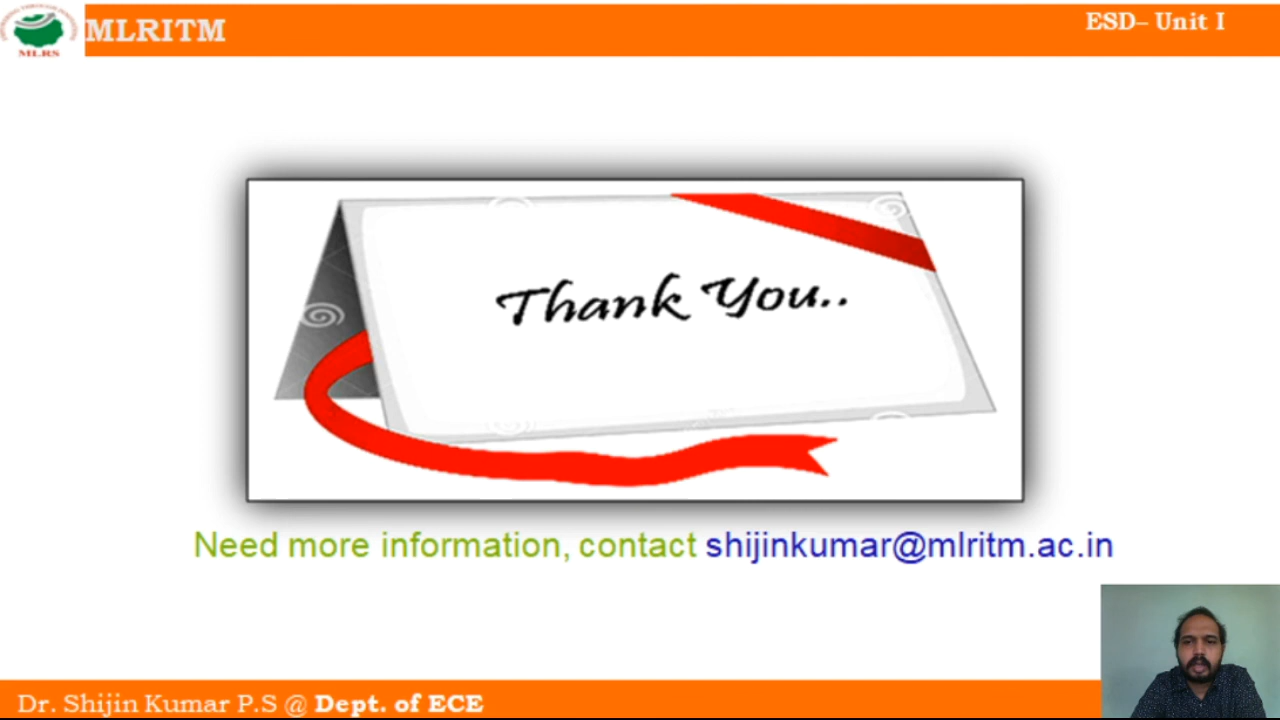 MLRITM
ESD– Unit I
MLRS
Thank You..
Need more information, contact shijinkumar@mlritm.ac.in
Dr. Shijin Kumar P.S @ Dept. of ECE